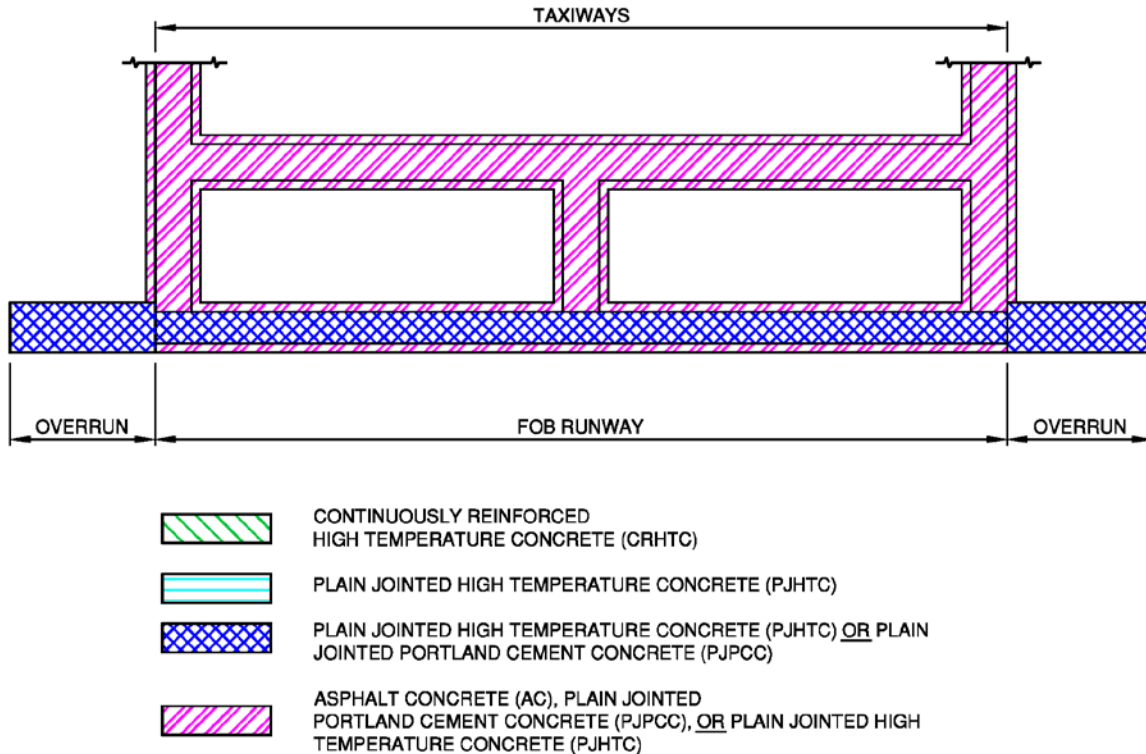 TAXIWAYS
OVERRUN
FOB RUNWAY
OVERRUN
CONTINUOUSLY REINFORCED
HIGH TEMPERATURE CONCRETE (CRHTC)
PLAIN JOINTED HIGH TEMPERATURE CONCRETE (PJHTC)
PLAIN JOINTED HIGH TEMPERATURE CONCRETE (PJHTC) OR PLAIN
JOINTED PORTLAND CEMENT CONCRETE (PJPCC)
ASPHALT CONCRETE (AC), PLAIN JOINTED
PORTLAND CEMENT CONCRETE (PJPCC), OR PLAIN JOINTED HIGH
TEMPERATURE CONCRETE (PJHTC)